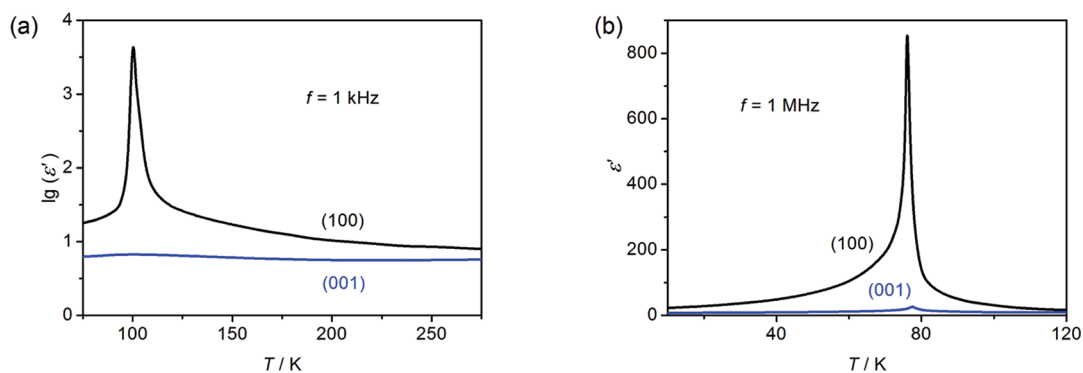 (a)
lg (ε′)
4
3
2
1
0
f = 1 kHz
(100)
(001)
100
150
200
250
T / K
(b)
ε′
800
600
400
200
0
f = 1 MHz
(100)
(001)
40
80
120
T / K